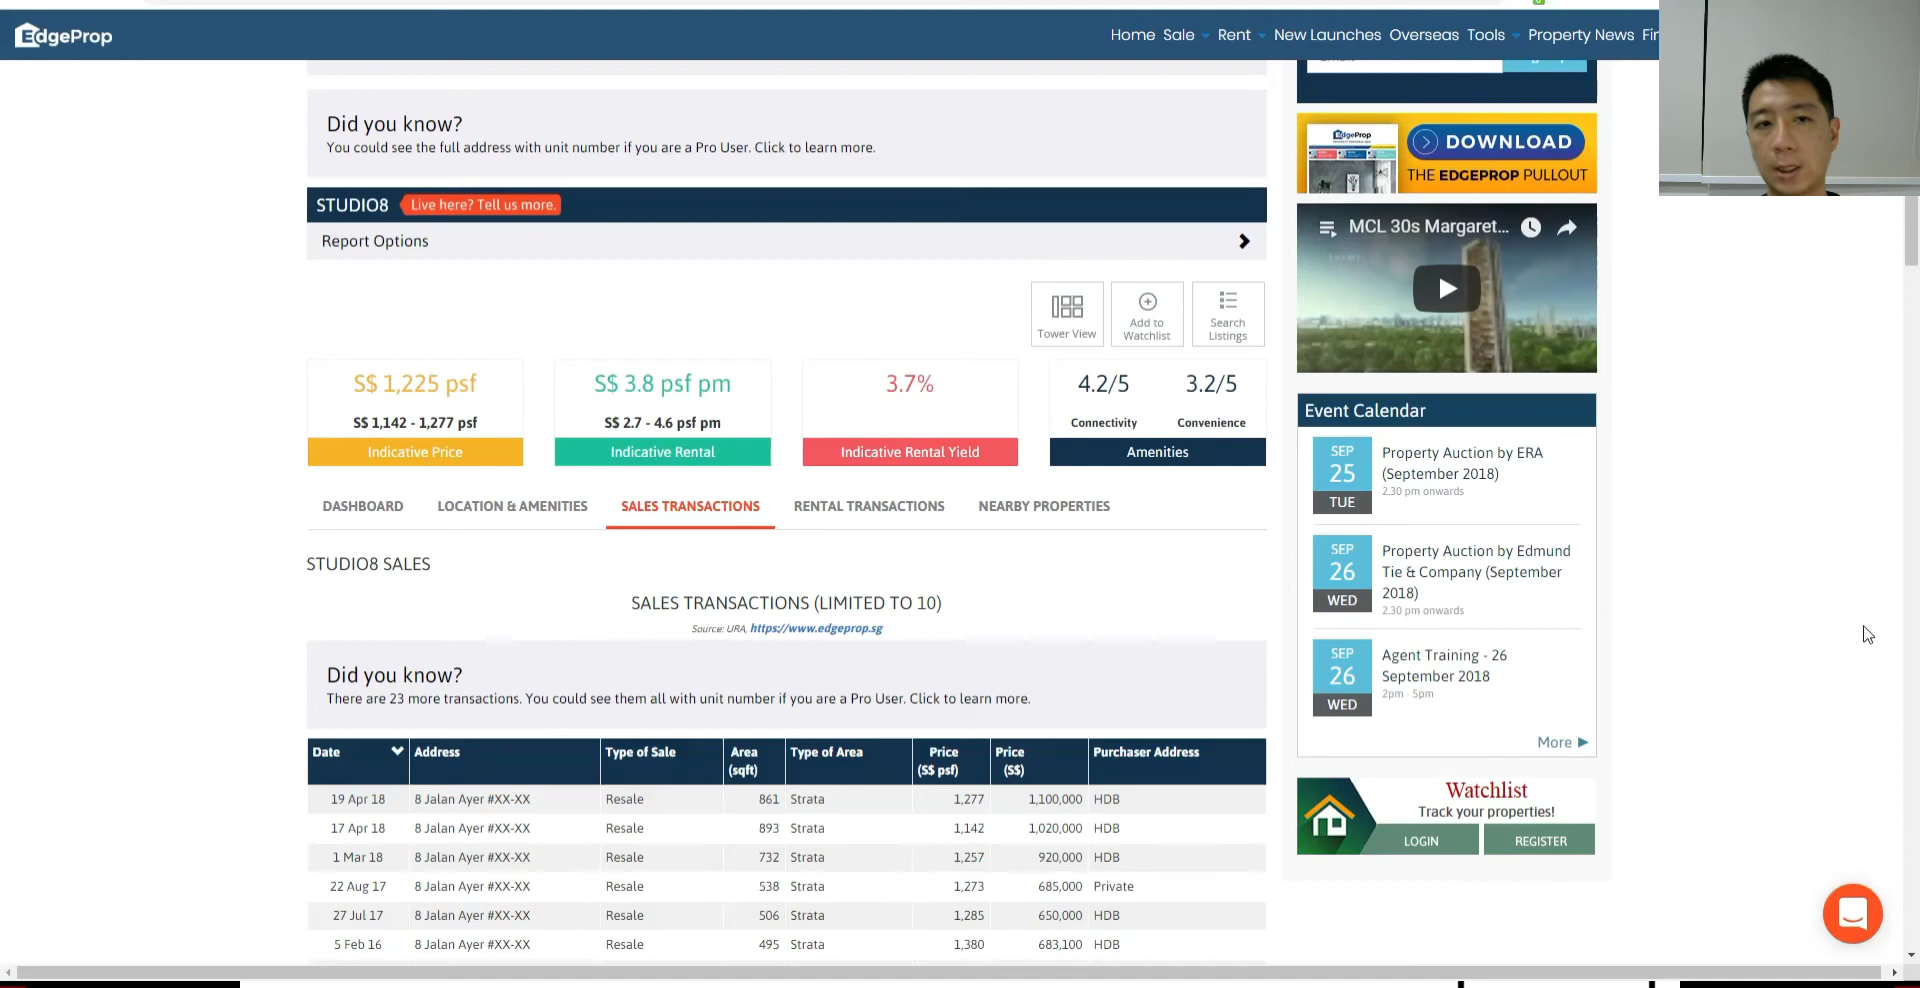 EdgeProp
Home Sale Rent New Launches Overseas Tools Property News Fi
Did you know?
You could see the full address with unit number if you are a Pro User. Click to learn more.
STUDIO8 Live here? Tell us more.
Report Options
Tower View
Add to
Watchlist
Search
Listings
S$ 1,225 psf
S$ 1,142 - 1,277 psf
Indicative Price
S$ 3.8 psf pm
S$ 2.7 - 4.6 psf pm
Indicative Rental
3.7%
Indicative Rental Yield
4.2/5 3.2/5
Connectivity Convenience
Amenities
DASHBOARD LOCATION & AMENITIES SALES TRANSACTIONS RENTAL TRANSACTIONS NEARBY PROPERTIES
STUDIO8 SALES
SALES TRANSACTIONS (LIMITED TO 10)
Source: URA, https://www.edgeprop.sg
Did you know?
There are 23 more transactions. You could see them all with unit number if you are a Pro User. Click to learn more.
Date Address Type of Sale Area (sqft) Type of Area Price (S$ psf) Price (S$) Purchaser Address
19 Apr 18 8 Jalan Ayer #XX-XX Resale 861 Strata 1,277 1,100,000 HDB
17 Apr 18 8 Jalan Ayer #XX-XX Resale 893 Strata 1,142 1,020,000 HDB
1 Mar 18 8 Jalan Ayer #XX-XX Resale 732 Strata 1,257 920,000 HDB
22 Aug 17 8 Jalan Ayer #XX-XX Resale 538 Strata 1,273 685,000 Private
27 Jul 17 8 Jalan Ayer #XX-XX Resale 506 Strata 1,285 650,000 HDB
5 Feb 16 8 Jalan Ayer #XX-XX Resale 495 Strata 1,380 683,100 HDB
EdgeProp
DOWNLOAD
THE EDGEPROP PULLOUT
MCL 30s Margaret...
Event Calendar
SEP
25
TUE
Property Auction by ERA
(September 2018)
2.30 pm onwards
SEP
26
WED
Property Auction by Edmund
Tie & Company (September
2018)
2.30 pm onwards
SEP
26
WED
Agent Training - 26
September 2018
2pm - 5pm
More
Watchlist
Track your properties!
LOGIN REGISTER